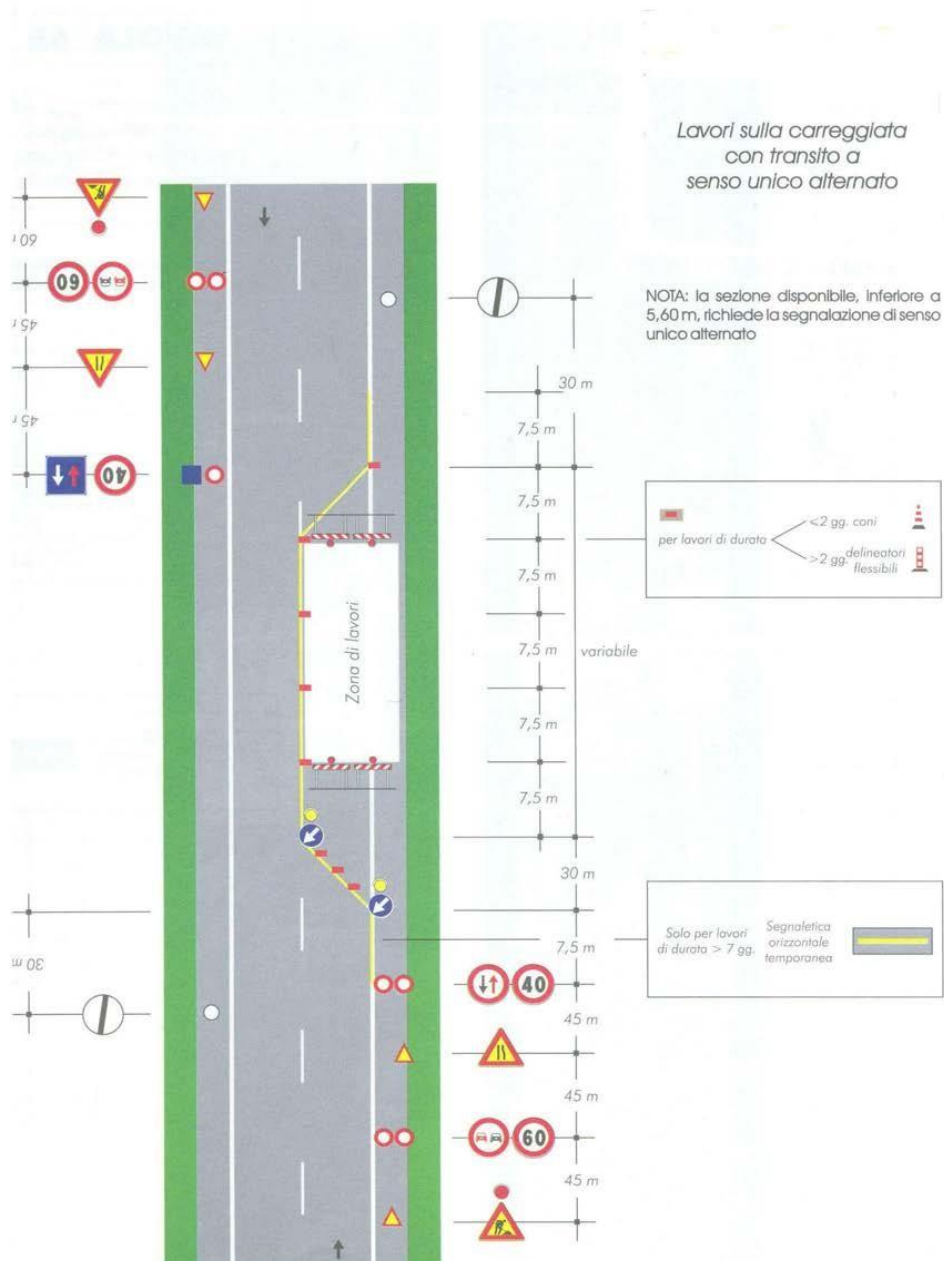 Lavori sulla carreggiata
con transito a
senso unico alternato
NOTA: la sezione disponibile, inferiore a
5,60 m, richiede la segnalazione di senso
unico alternato
60
60
45
45
40
30 m
7,5 m
7,5 m
7,5 m
7,5 m
7,5 m
7,5 m
variabile
Zona di lavori
per lavori di durata
<2 gg. coni
>2 gg. delineatori
flessibili
30 m
7,5 m
Solo per lavori
di durata > 7 gg.
Segnaletica
orizzontale
temporanea
30 m
40
45 m
45 m
60
45 m